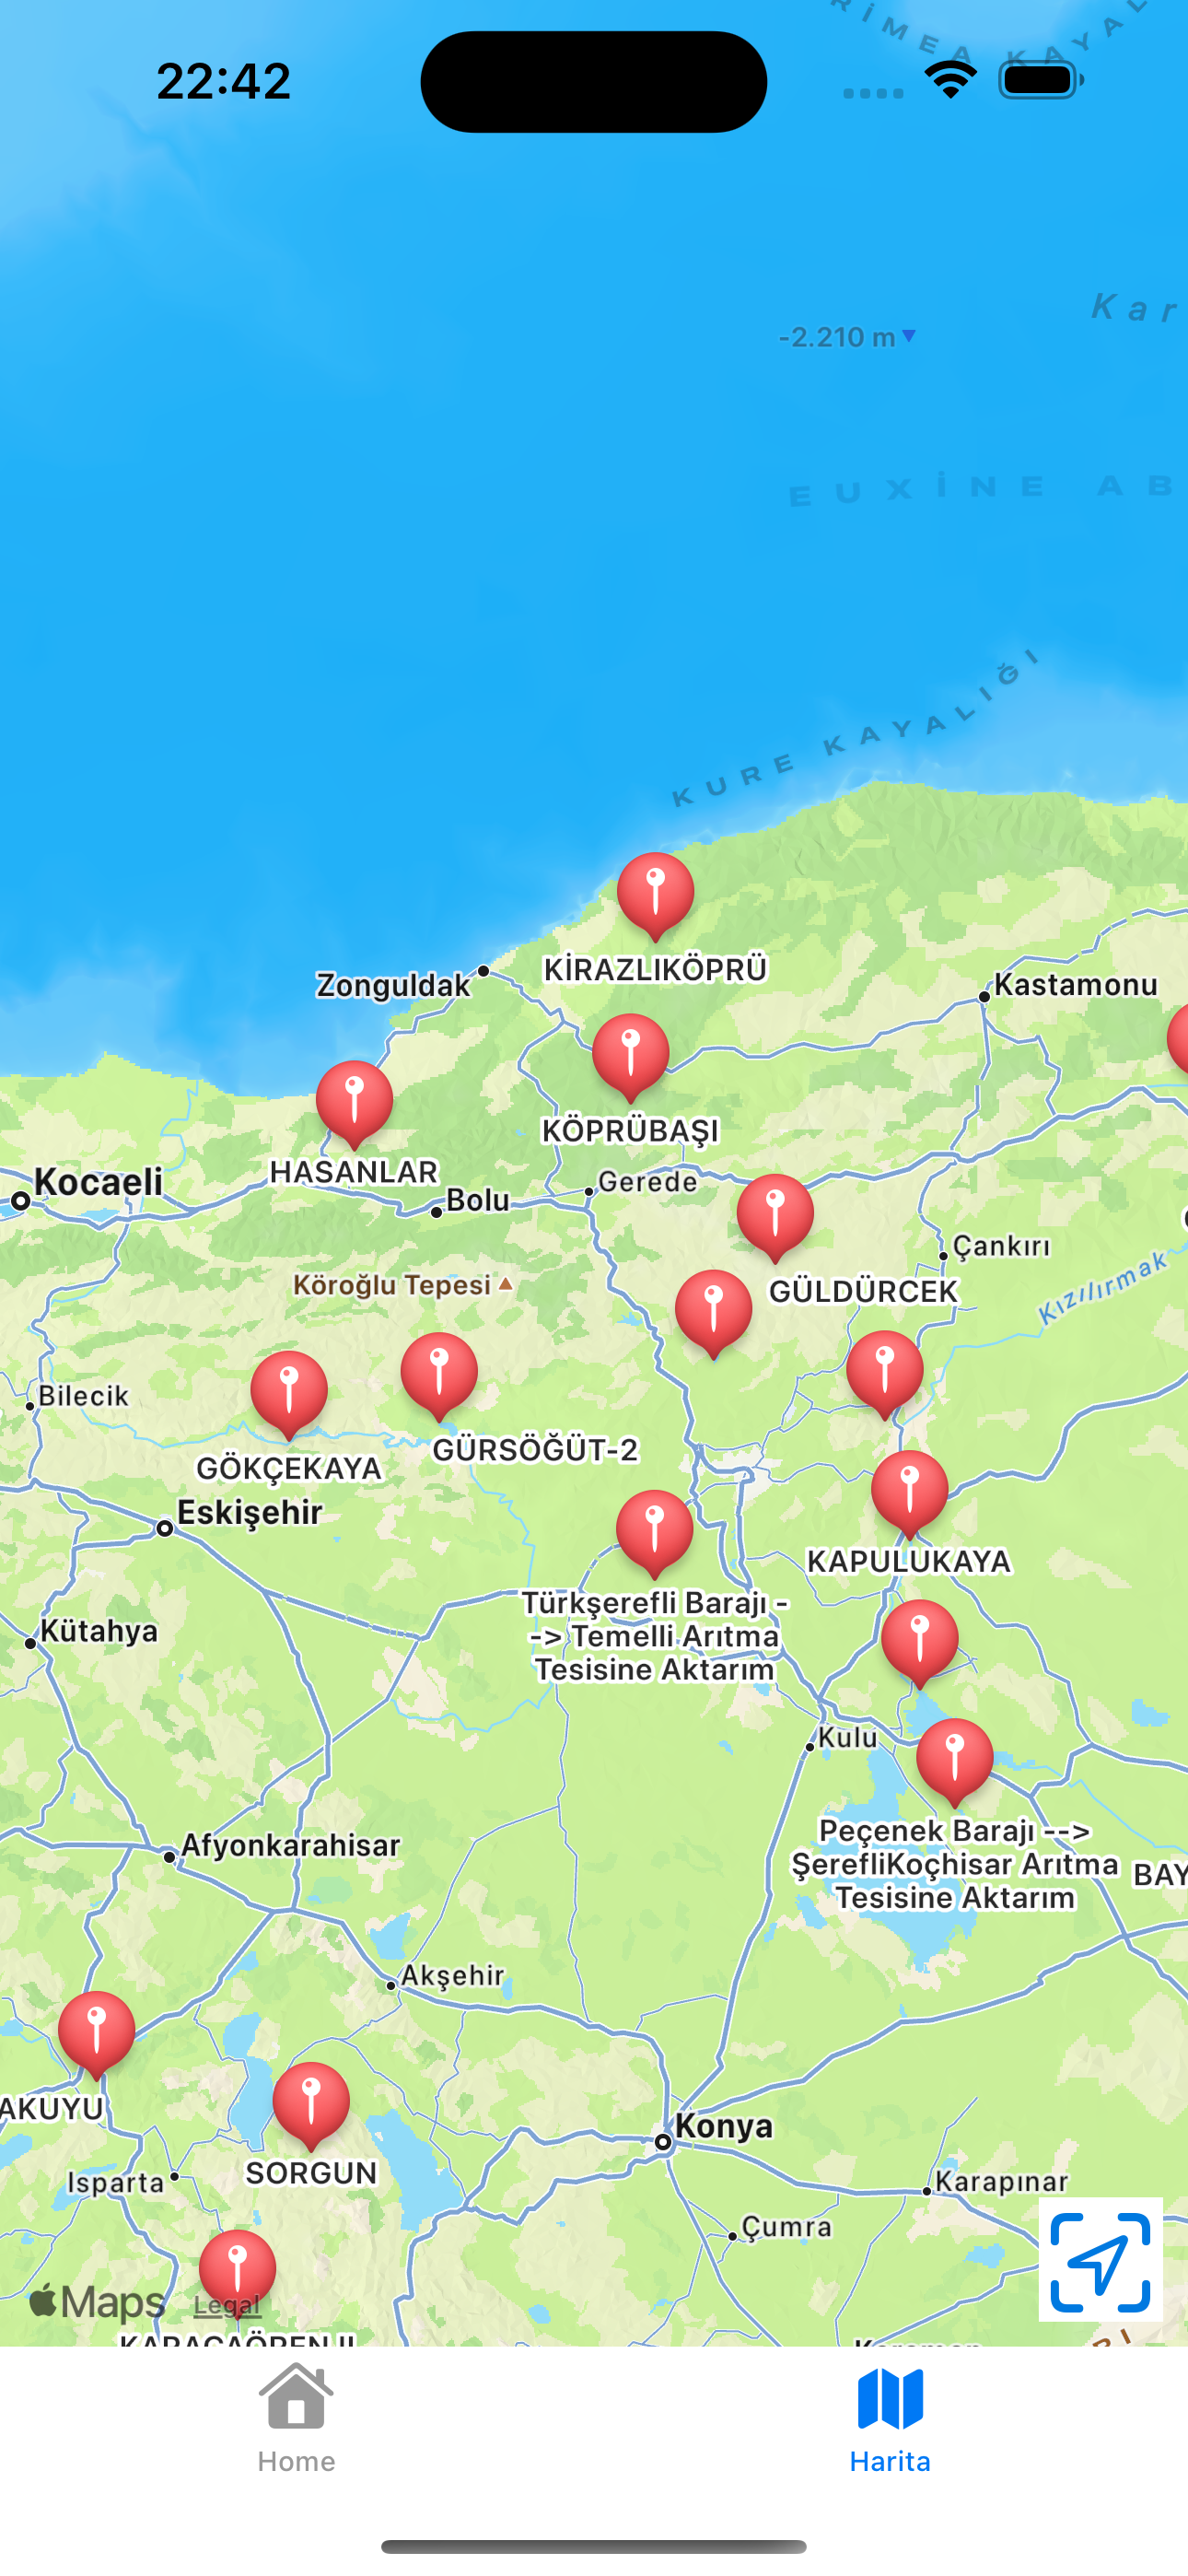 RİMEA KAYAL
22:42
Kar
-2.210 m
EUXİNE AB
KURE KAYALIĞI
KİRAZLIKÖPRÜ
Zonguldak
Kastamonu
KÖPRÜBAŞI
HASANLAR
Kocaeli
Gerede
Bolu
Çankırı
Köroğlu Tepesi
GÜLDÜRCEK
Kızılırmak
Bilecik
GÜRSÖĞÜT-2
GÖKÇEKAYA
Eskişehir
KAPULUKAYA
Türkşerefli Barajı -
-> Temelli Arıtma
Tesisine Aktarım
Kütahya
Kulu
Peçenek Barajı -->
ŞerefliKoçhisar Arıtma
Tesisine Aktarım
BAY
Afyonkarahisar
Akşehir
AKUYU
Konya
SORGUN
Isparta
Karapınar
Çumra
Maps
Legal
KARACAÖREN II
Karaman
Home
Harita